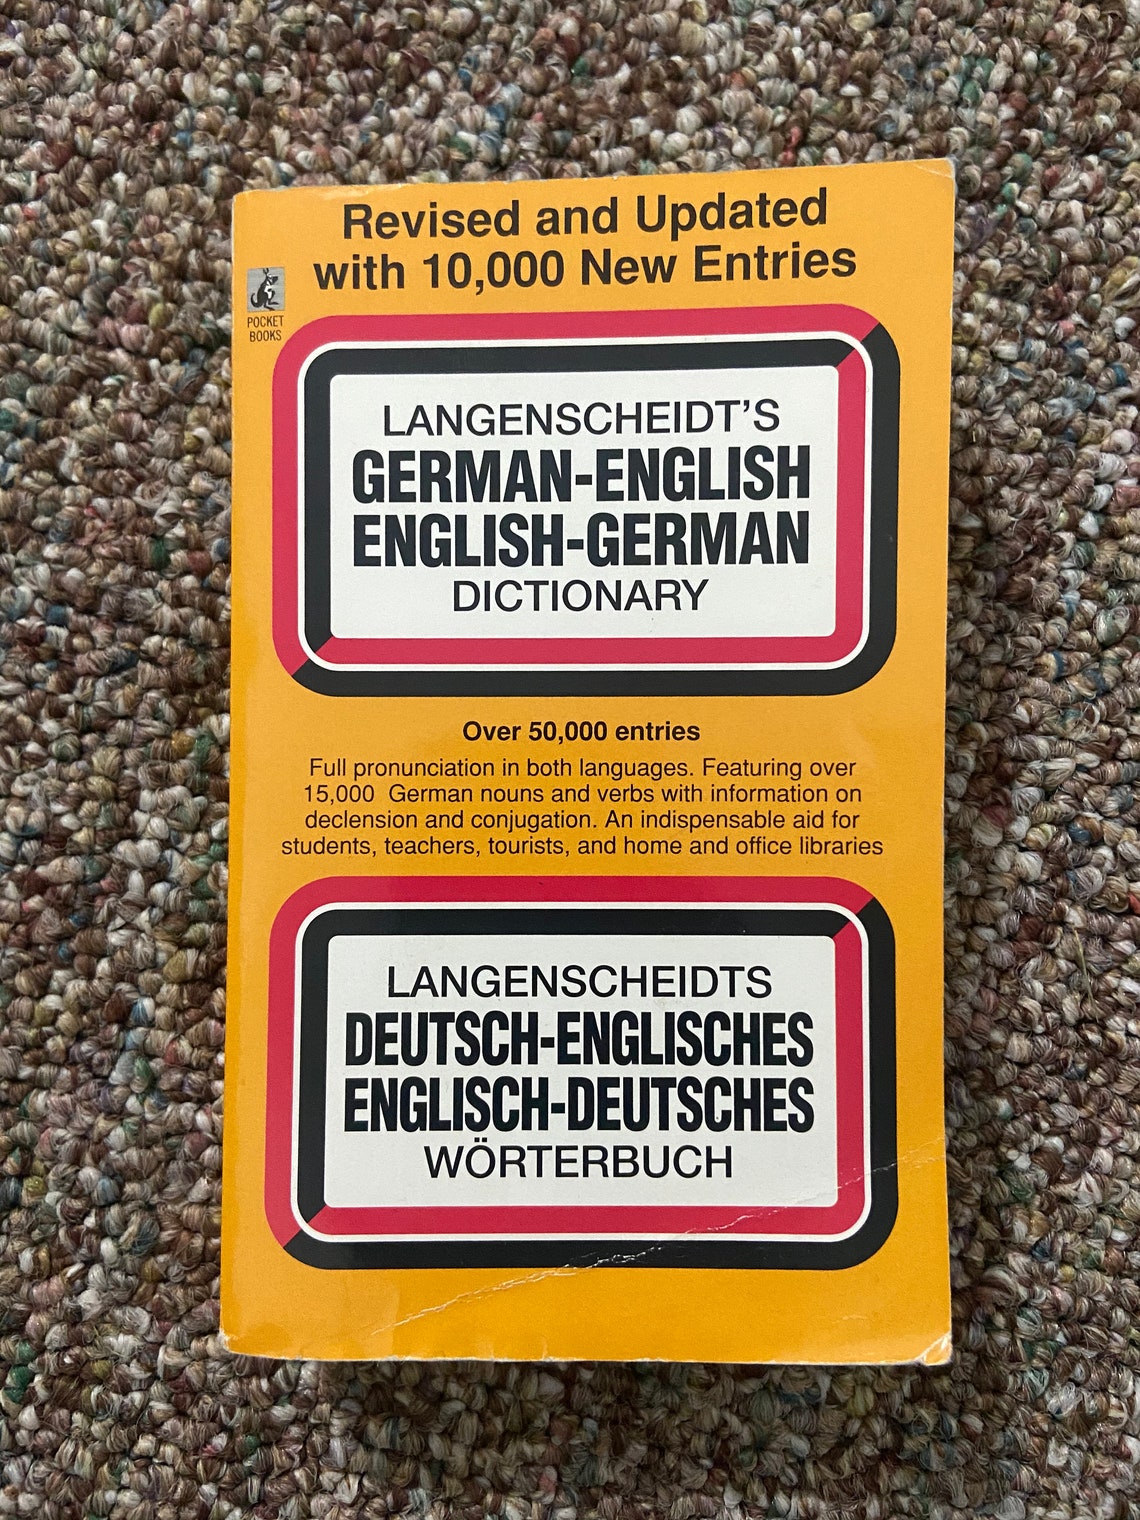 Revised and Updated
with 10,000 New Entries
POCKET
BOOKS
LANGENSCHEIDT'S
GERMAN-ENGLISH
ENGLISH-GERMAN
DICTIONARY
Over 50,000 entries
Full pronunciation in both languages. Featuring over
15,000 German nouns and verbs with information on
declension and conjugation. An indispensable aid for
students, teachers, tourists, and home and office libraries
LANGENSCHEIDTS
DEUTSCH-ENGLISCHES
ENGLISCH-DEUTSCHES
WÖRTERBUCH